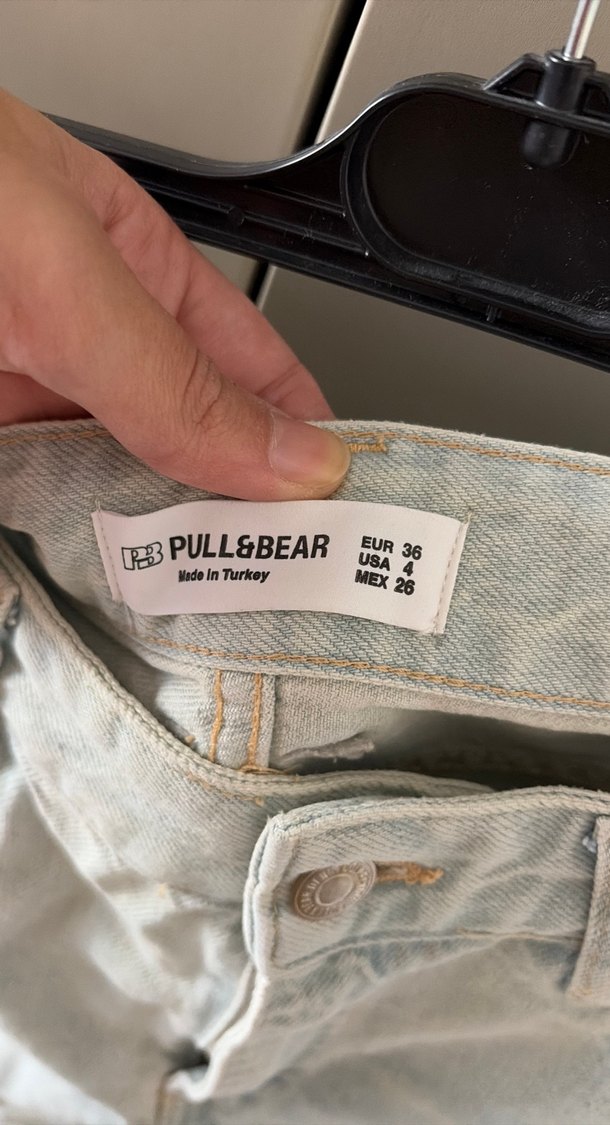 PB PULL&BEAR
Made in Turkey
EUR 36
USA 4
MEX 26